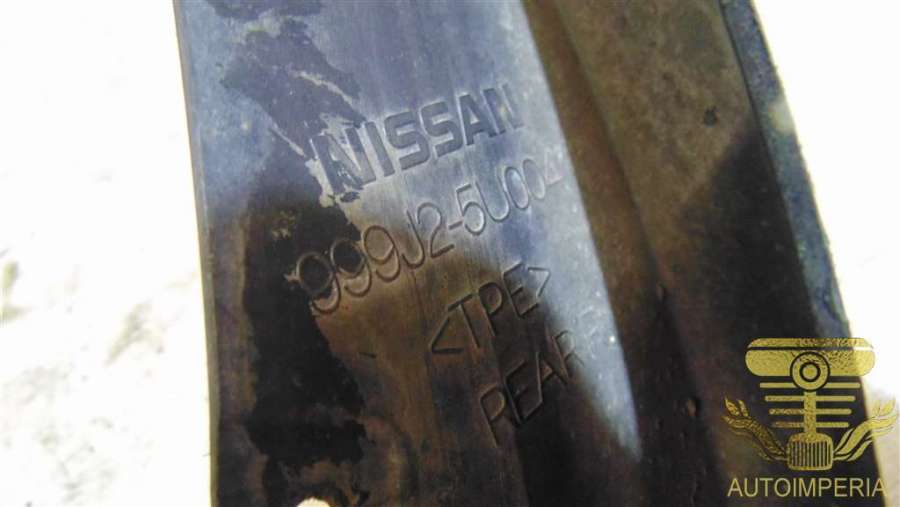 NISSAN
999J2-5U004
<TPE>
REAR
AUTOIMPERIA